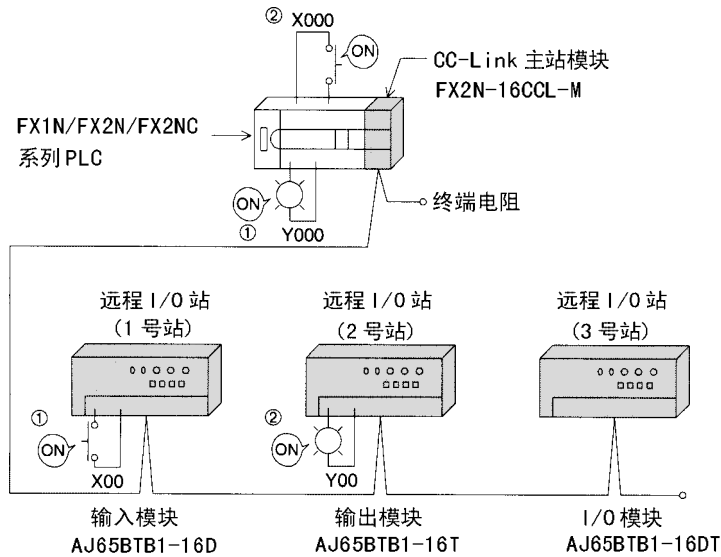 ② X000
ON
CC-Link 主站模块
FX2N-16CCL-M
FX1N/FX2N/FX2NC
系列PLC
ON
① Y000
终端电阻
远程 I/O 站
(1 号站)
远程 I/O 站
(2 号站)
远程 I/O 站
(3 号站)
①
ON
X00
②
ON
Y00
输入模块
AJ65BTB1-16D
输出模块
AJ65BTB1-16T
I/O 模块
AJ65BTB1-16DT